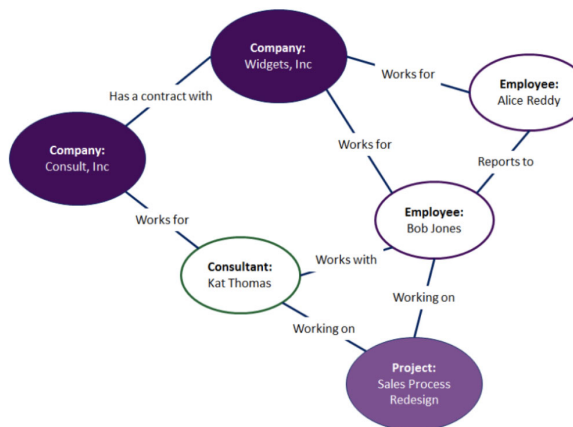 Company:
Widgets, Inc
Works for
Employee:
Alice Reddy
Has a contract with
Company:
Consult, Inc
Works for
Reports to
Works for
Employee:
Bob Jones
Consultant:
Kat Thomas
Works with
Working on
Working on
Project:
Sales Process
Redesign